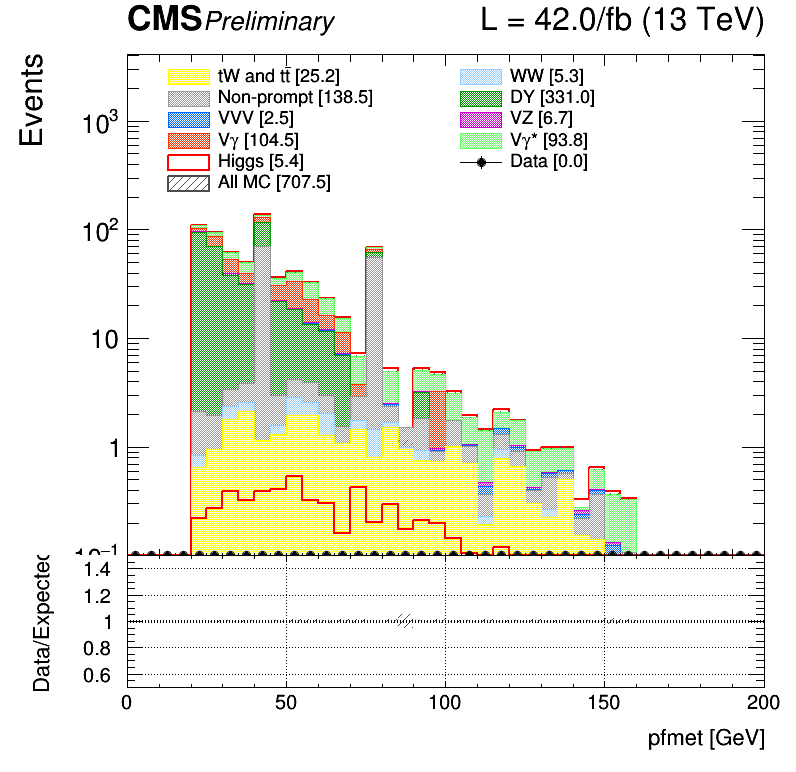 CMS Preliminary L = 42.0/fb (13 TeV)
Events
tW and tt̄ [25.2] WW [5.3]
Non-prompt [138.5] DY [331.0]
VVV [2.5] VZ [6.7]
Vγ [104.5] Vγ* [93.8]
Higgs [5.4] Data [0.0]
All MC [707.5]
10³
10²
10
1
10⁻¹
Data/Expected
1.4
1.2
1
0.8
0.6
0 50 100 150 200
pfmet [GeV]